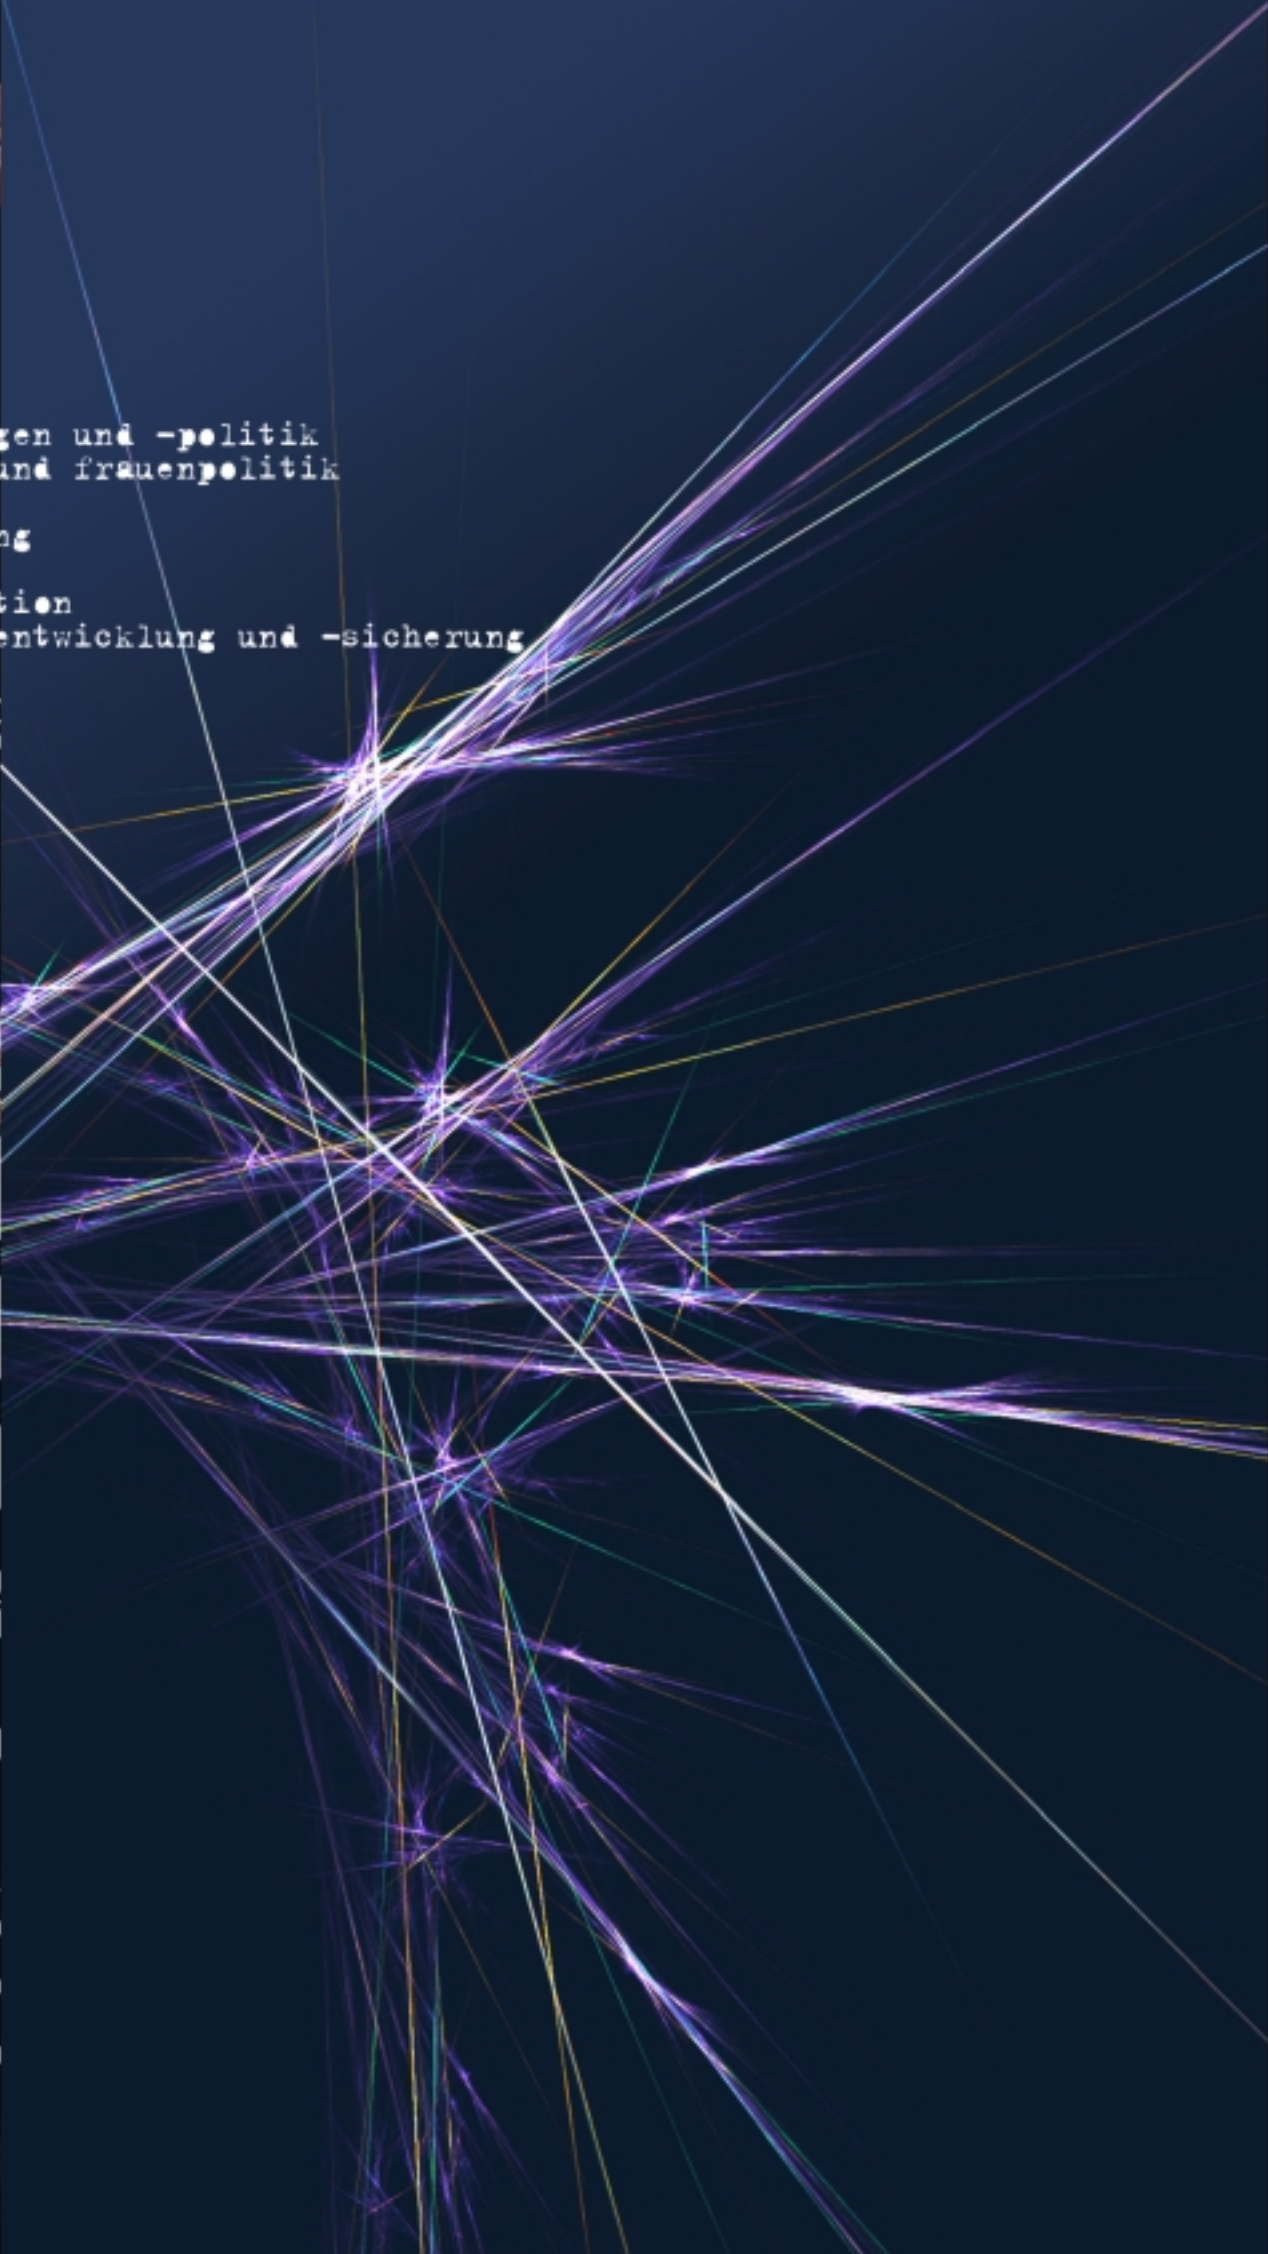 gen und -politik
und frauenpolitik
ng
tion
entwicklung und -sicherung